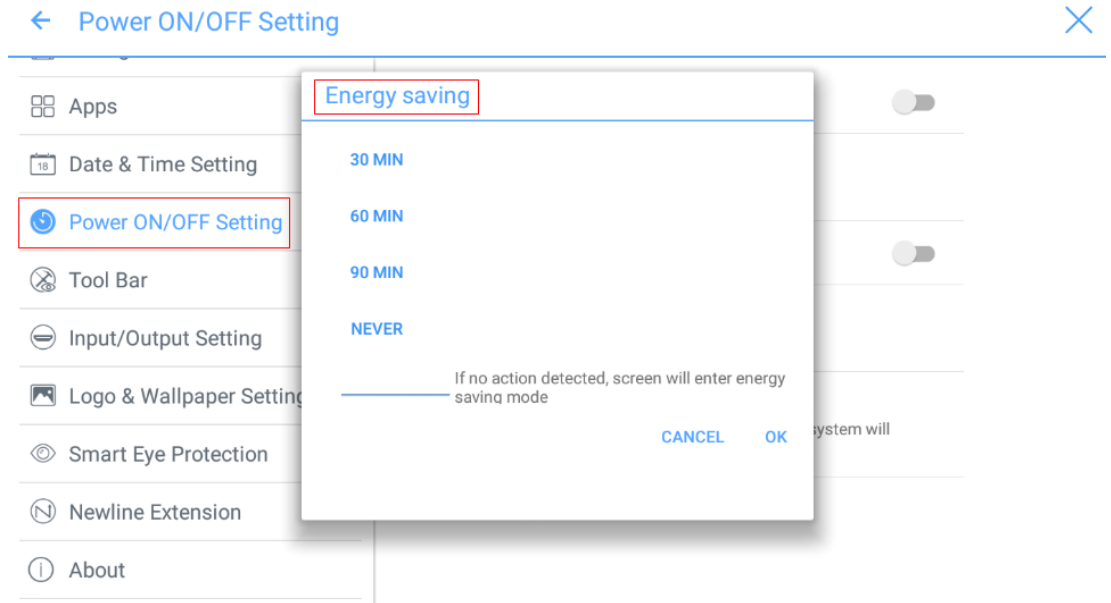 Power ON/OFF Setting
Energy saving
Apps
18
Date & Time Setting
30 MIN
Power ON/OFF Setting
60 MIN
90 MIN
Tool Bar
NEVER
Input/Output Setting
If no action detected, screen will enter energy
saving mode
Logo & Wallpaper Setting
CANCEL OK
system will
Smart Eye Protection
Newline Extension
About